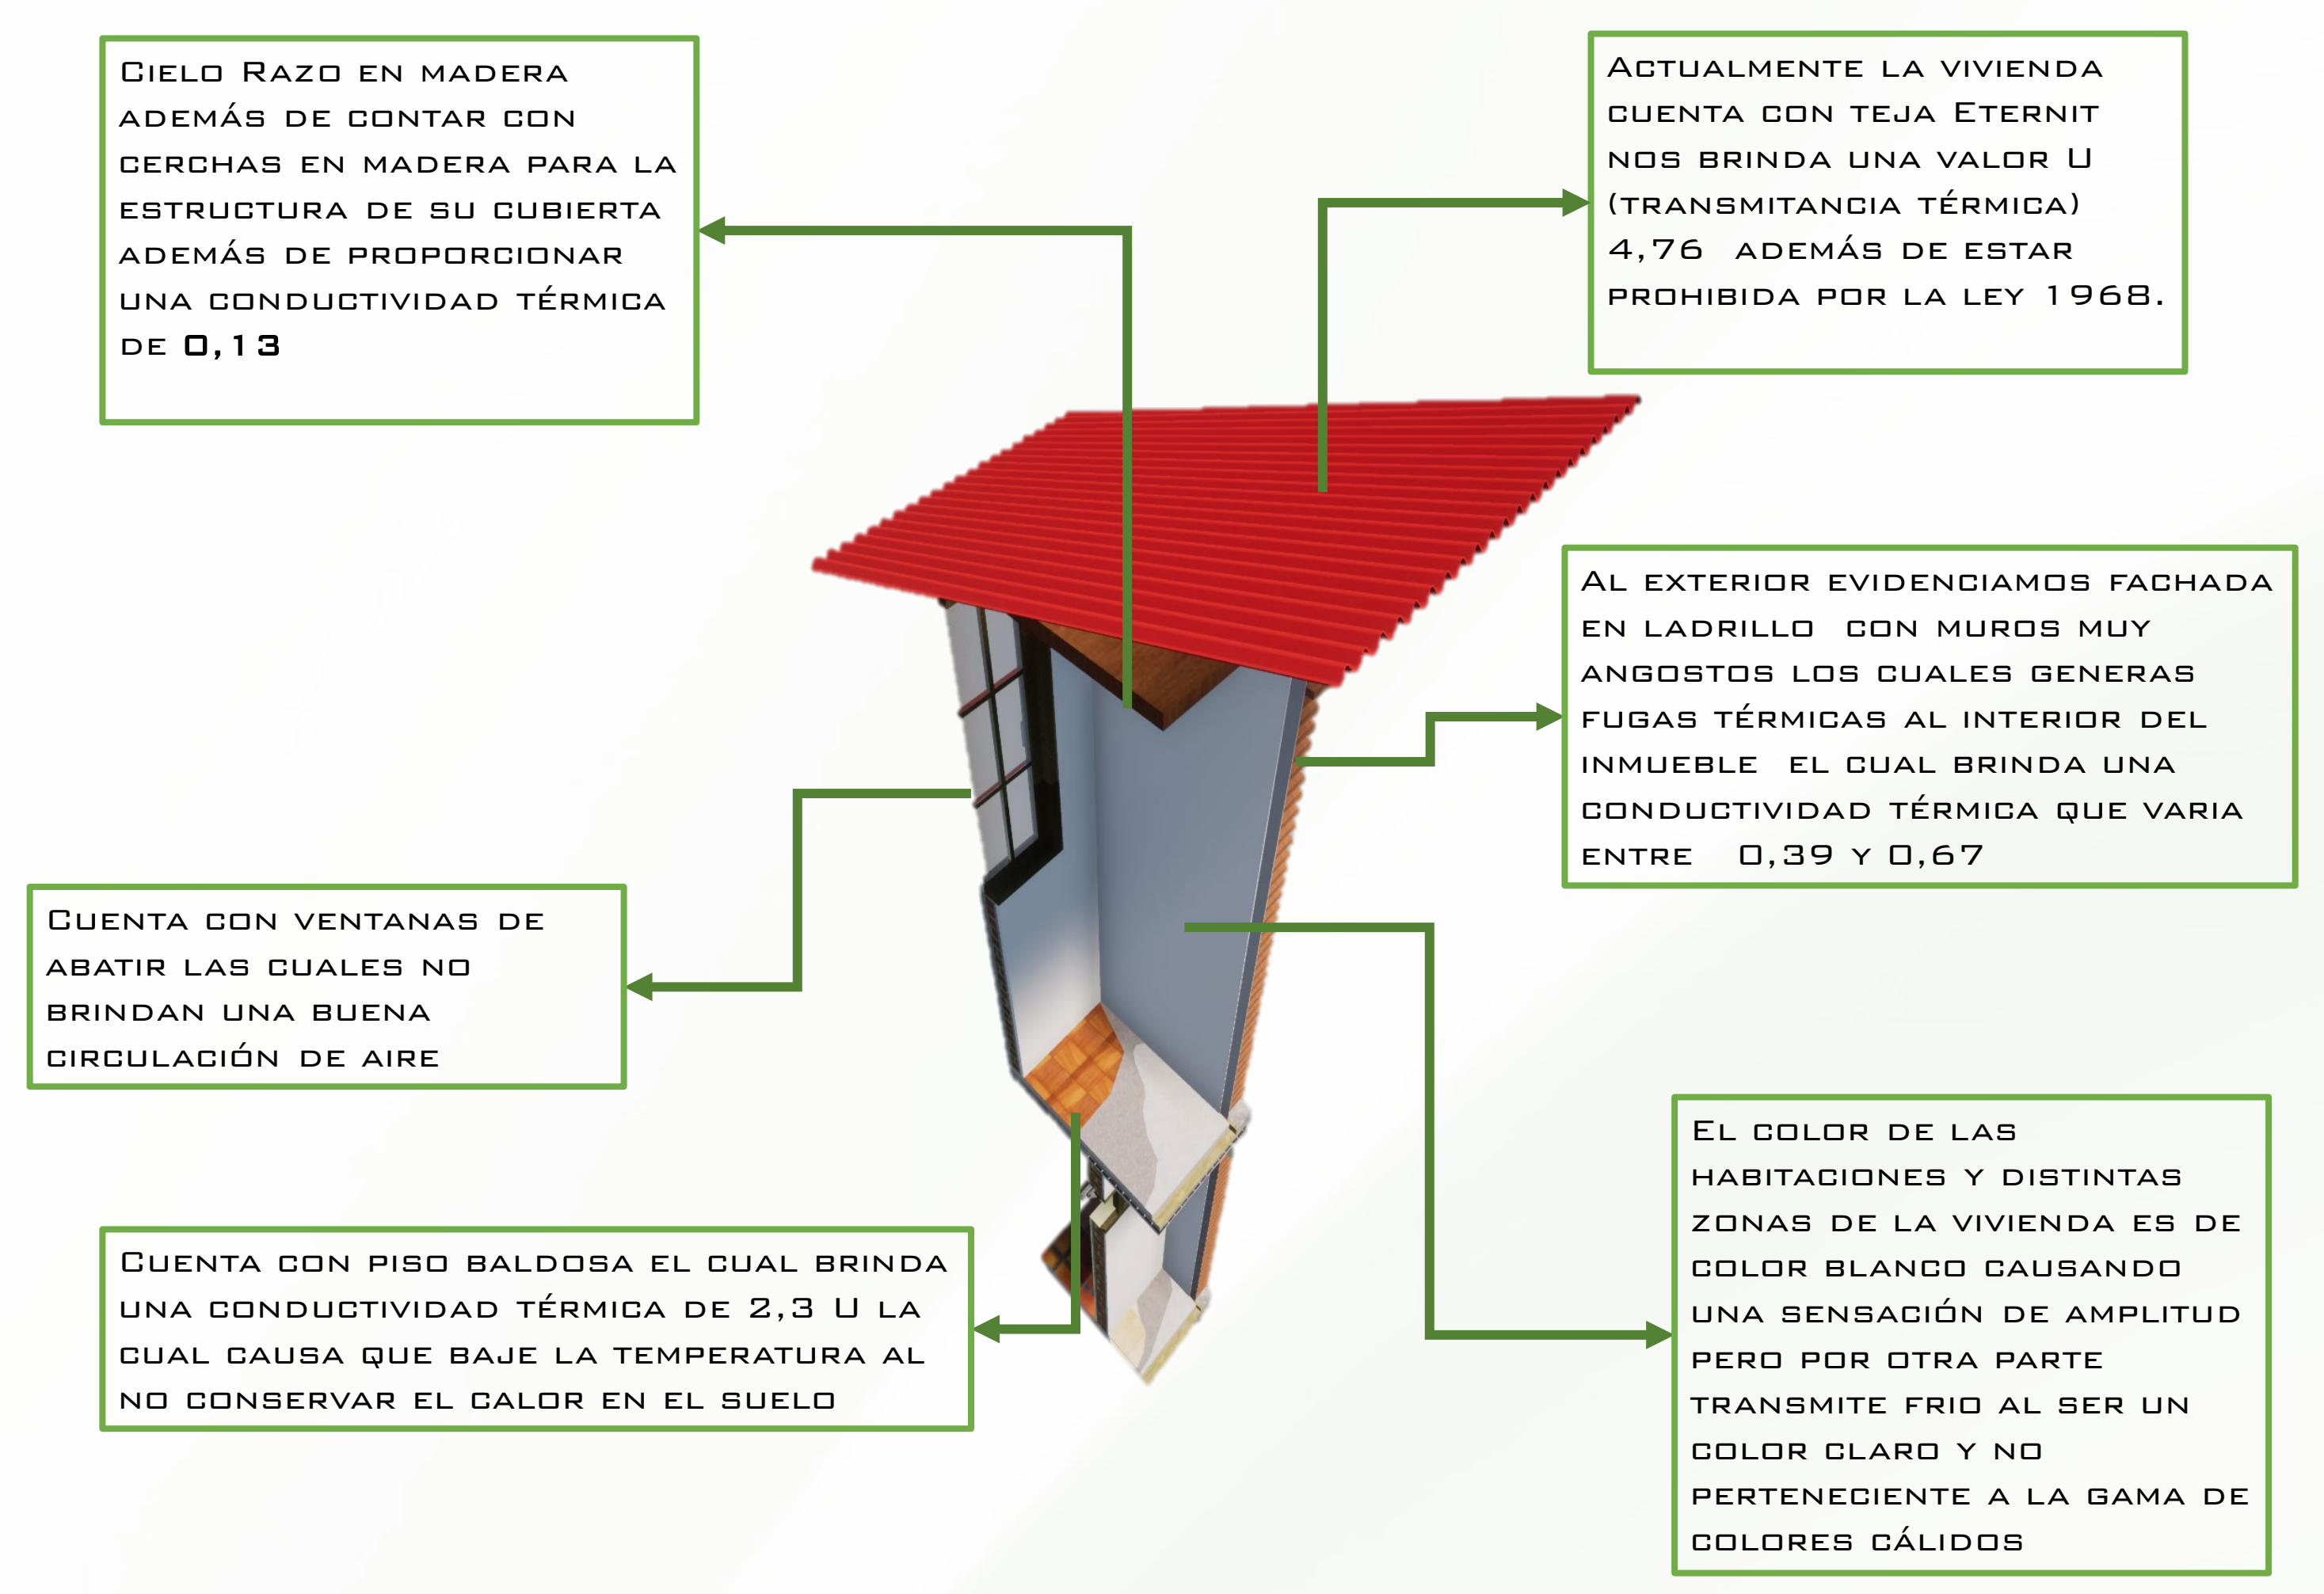 Cielo Razo en madera
además de contar con
cerchas en madera para la
estructura de su cubierta
además de proporcionar
una conductividad térmica
de 0,13
Actualmente la vivienda
cuenta con teja Eternit
nos brinda una valor U
(transmitancia térmica)
4,76 además de estar
prohibida por la ley 1968.
Al exterior evidenciamos fachada
en ladrillo con muros muy
angostos los cuales generas
fugas térmicas al interior del
inmueble el cual brinda una
conductividad térmica que varia
entre 0,39 y 0,67
Cuenta con ventanas de
abatir las cuales no
brindan una buena
circulación de aire
El color de las
habitaciones y distintas
zonas de la vivienda es de
color blanco causando
una sensación de amplitud
pero por otra parte
transmite frio al ser un
color claro y no
perteneciente a la gama de
colores cálidos
Cuenta con piso baldosa el cual brinda
una conductividad térmica de 2,3 U la
cual causa que baje la temperatura al
no conservar el calor en el suelo